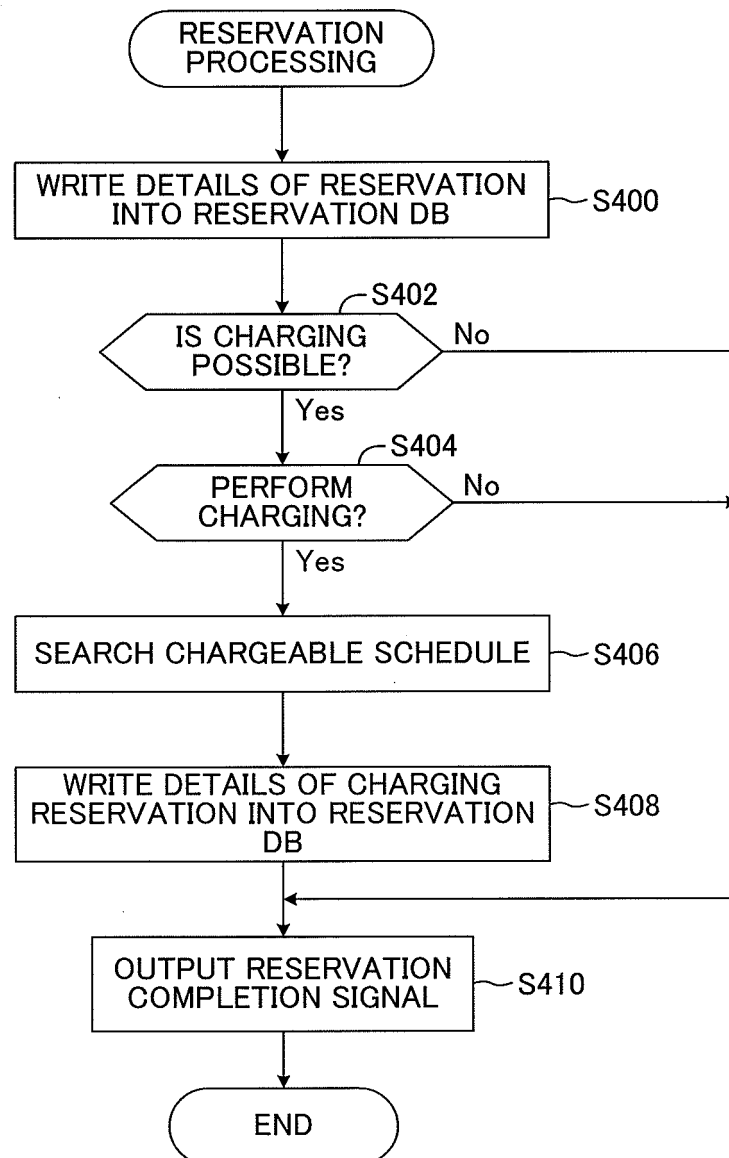 RESERVATION
PROCESSING
WRITE DETAILS OF RESERVATION
INTO RESERVATION DB
S400
S402
IS CHARGING
POSSIBLE?
No
Yes
S404
PERFORM
CHARGING?
No
Yes
SEARCH CHARGEABLE SCHEDULE
S406
WRITE DETAILS OF CHARGING
RESERVATION INTO RESERVATION
DB
S408
OUTPUT RESERVATION
COMPLETION SIGNAL
S410
END